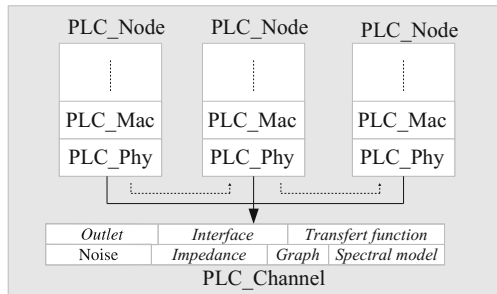 PLC_Node PLC_Node PLC_Node
PLC_Mac PLC_Mac PLC_Mac
PLC_Phy PLC_Phy PLC_Phy
Outlet Interface Transfert function
Noise Impedance Graph Spectral model
PLC_Channel